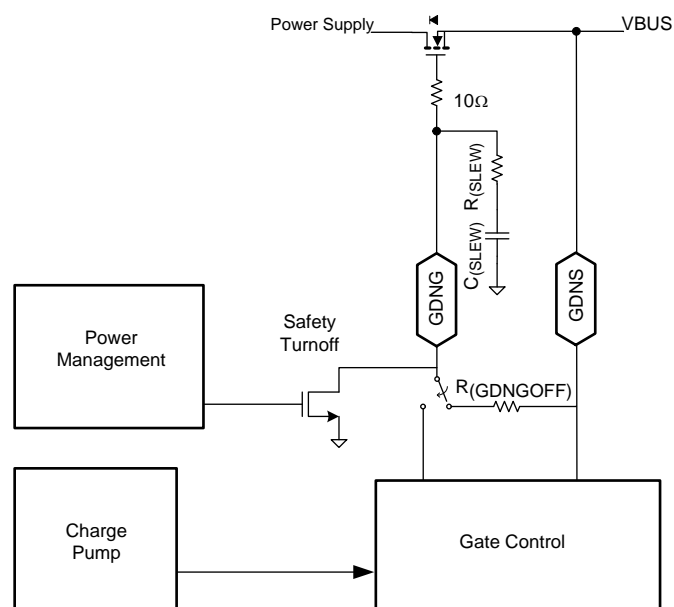 Power Supply
VBUS
10Ω
R(SLEW)
C(SLEW)
GDNG
GDNS
Power
Management
Safety
Turnoff
R(GDNGOFF)
Charge
Pump
Gate Control